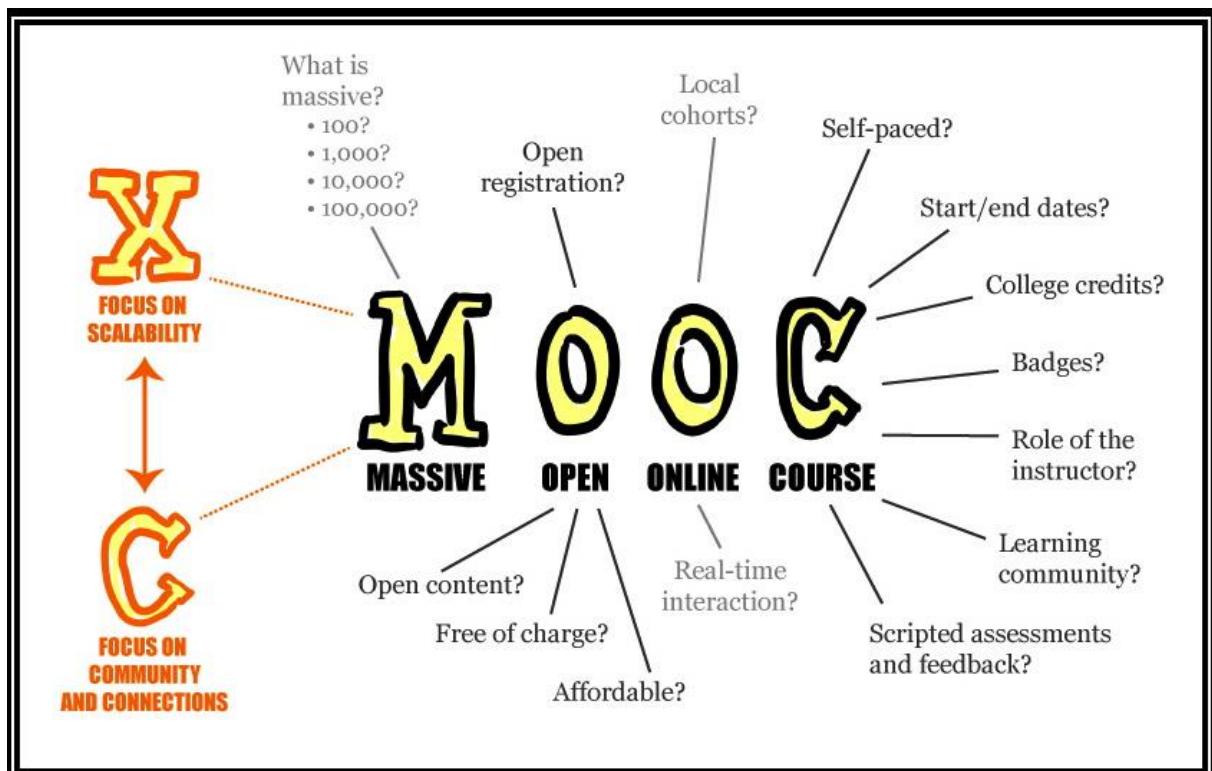 What is
massive?
• 100?
• 1,000?
• 10,000?
• 100,000?
Open
registration?
Local
cohorts?
Self-paced?
Start/end dates?
College credits?
Badges?
Role of the
instructor?
Learning
community?
Scripted assessments
and feedback?
X
FOCUS ON
SCALABILITY
C
FOCUS ON
COMMUNITY
AND CONNECTIONS
MOOC
MASSIVE OPEN ONLINE COURSE
Open content?
Free of charge?
Affordable?
Real-time
interaction?